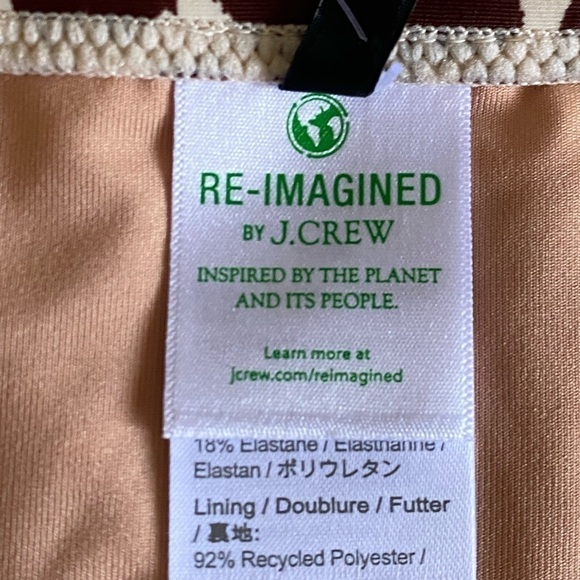 RE-IMAGINED
BY J.CREW
INSPIRED BY THE PLANET
AND ITS PEOPLE.
Learn more at
jcrew.com/reimagined
18% Elastane / Elasthanne /
Elastan / ポリウレタン
Lining / Doublure / Futter
/ 裏地:
92% Recycled Polyester /